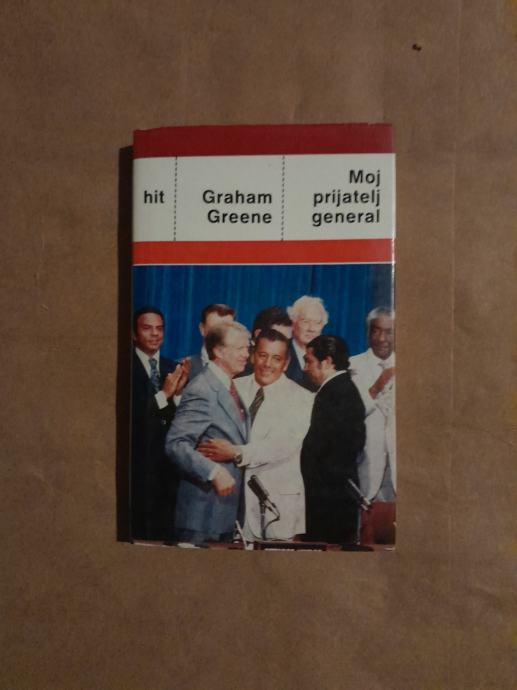 hit
Graham
Greene
Moj
prijatelj
general